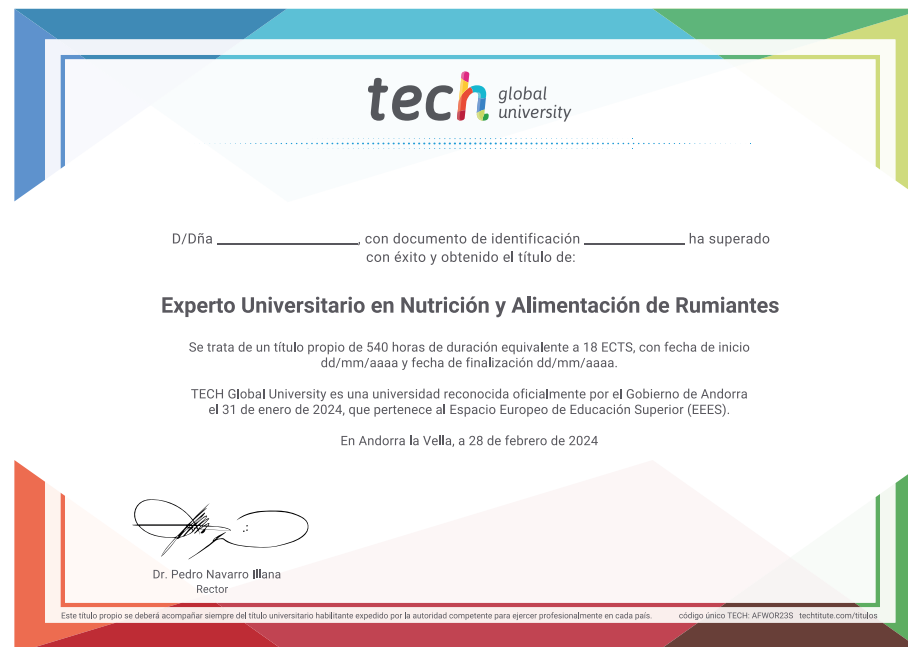 tech global university
D/Dña ____________________, con documento de identificación ______________ ha superado
con éxito y obtenido el título de:
Experto Universitario en Nutrición y Alimentación de Rumiantes
Se trata de un título propio de 540 horas de duración equivalente a 18 ECTS, con fecha de inicio
dd/mm/aaaa y fecha de finalización dd/mm/aaaa.
TECH Global University es una universidad reconocida oficialmente por el Gobierno de Andorra
el 31 de enero de 2024, que pertenece al Espacio Europeo de Educación Superior (EEES).
En Andorra la Vella, a 28 de febrero de 2024
Dr. Pedro Navarro Illana
Rector
Este título propio se deberá acompañar siempre del título universitario habilitante expedido por la autoridad competente para ejercer profesionalmente en cada país. código único TECH: AFWOR23S techtitute.com/titulos